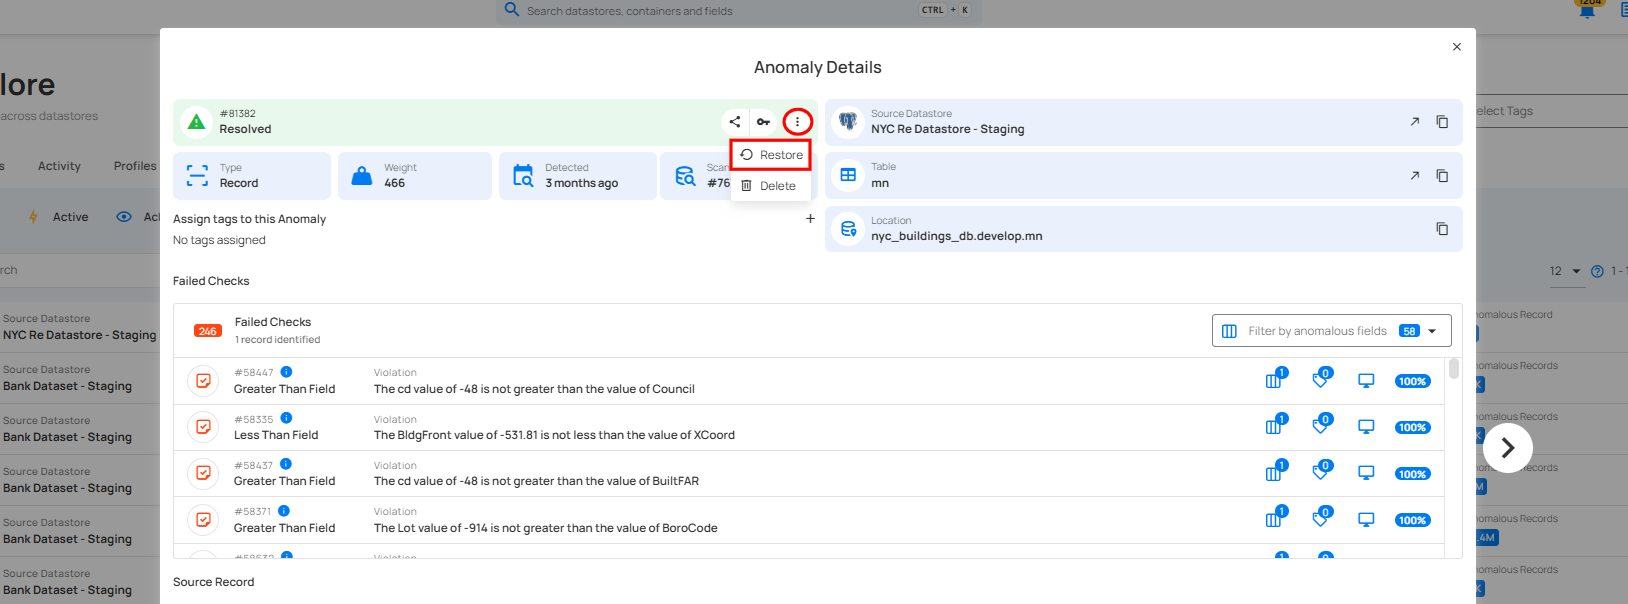 1204
Search datastores, containers and fields
CTRL + K
lore
across datastores
Activity
Profiles
Active
rch
elect Tags
12
Anomaly Details
#81382
Resolved
Restore
Delete
Type
Record
Weight
466
Detected
3 months ago
Scan
#76
Assign tags to this Anomaly
No tags assigned
Source Datastore
NYC Re Datastore - Staging
Table
mn
Location
nyc_buildings_db.develop.mn
Failed Checks
246
Failed Checks
1 record identified
Filter by anomalous fields
58
#58447
Greater Than Field
Violation
The cd value of -48 is not greater than the value of Council
1
0
100%
#58335
Less Than Field
Violation
The BldgFront value of -531.81 is not less than the value of XCoord
1
0
100%
#58437
Greater Than Field
Violation
The cd value of -48 is not greater than the value of BuiltFAR
1
0
100%
#58371
Greater Than Field
Violation
The Lot value of -914 is not greater than the value of BoroCode
1
0
100%
#58632
Violation
1
0
Source Record
Source Datastore
NYC Re Datastore - Staging
Source Datastore
Bank Dataset - Staging
Source Datastore
Bank Dataset - Staging
Source Datastore
Bank Dataset - Staging
Source Datastore
Bank Dataset - Staging
Source Datastore
Bank Dataset - Staging
nomalous Record
nomalous Records
nomalous Records
nomalous Records
.4M
nomalous Records